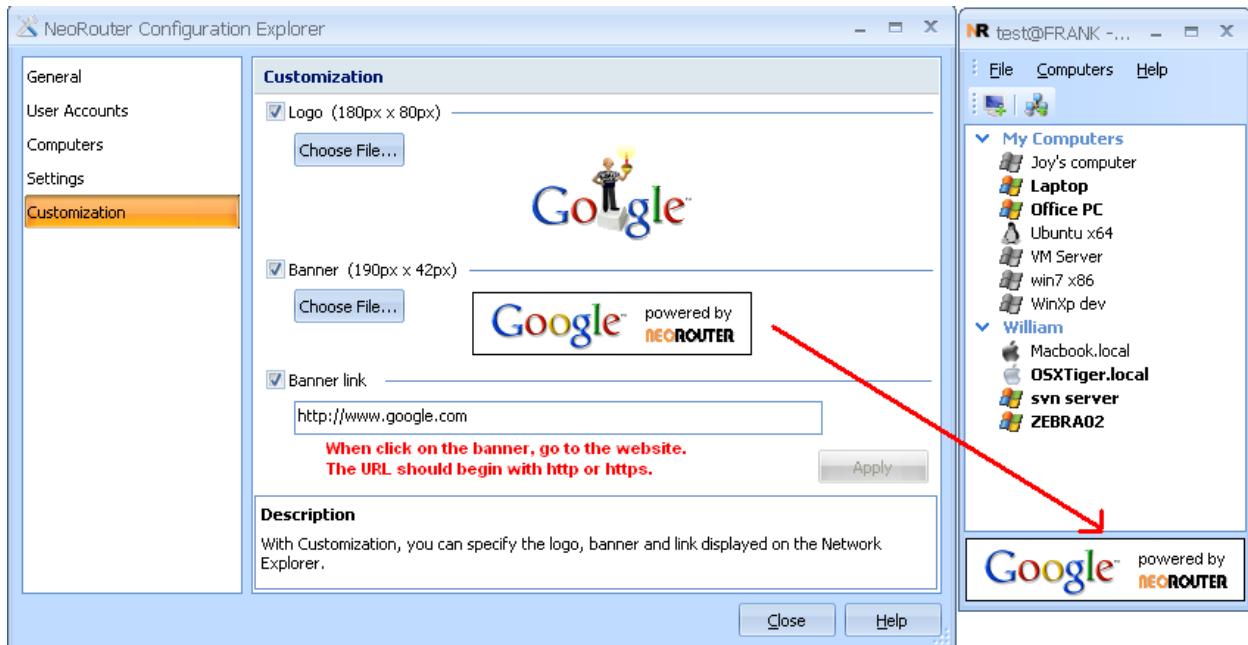 NeoRouter Configuration Explorer
General
User Accounts
Computers
Settings
Customization
Customization
Logo (180px x 80px)
Choose File...
Google™
Banner (190px x 42px)
Choose File...
Google™ powered by
NEOROUTER
Banner link
http://www.google.com
When click on the banner, go to the website.
The URL should begin with http or https.
Apply
Description
With Customization, you can specify the logo, banner and link displayed on the Network
Explorer.
Close
Help
NR test@FRANK -...
File Computers Help
My Computers
Joy's computer
Laptop
Office PC
Ubuntu x64
VM Server
win7 x86
WinXp dev
William
Macbook.local
OSXTiger.local
svn server
ZEBRA02
Google™ powered by
NEOROUTER